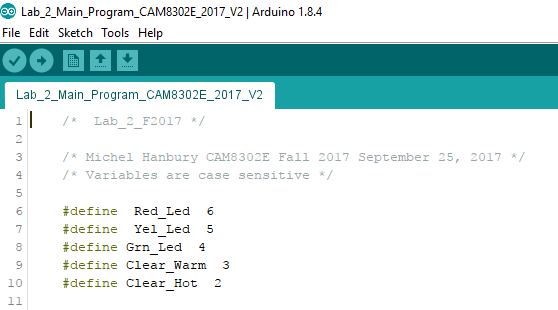 Lab_2_Main_Program_CAM8302E_2017_V2 | Arduino 1.8.4
File Edit Sketch Tools Help
Lab_2_Main_Program_CAM8302E_2017_V2
1 /*  Lab_2_F2017 */
2
3 /* Michel Hanbury CAM8302E Fall 2017 September 25, 2017 */
4 /* Variables are case sensitive */
5
6 #define  Red_Led  6
7 #define  Yel_Led  5
8 #define Grn_Led  4
9 #define Clear_Warm  3
10 #define Clear_Hot  2
11